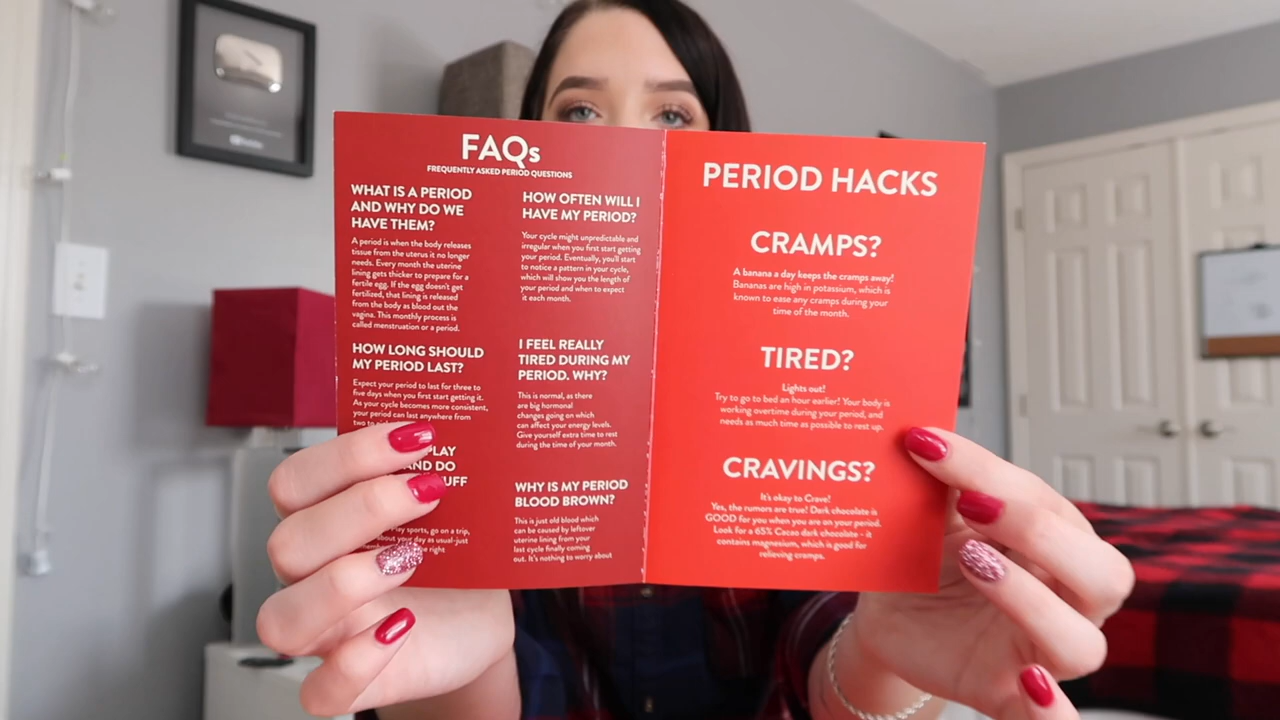 FAQs
FREQUENTLY ASKED PERIOD QUESTIONS
WHAT IS A PERIOD
AND WHY DO WE
HAVE THEM?
A period is when the body releases
tissue from the uterus it no longer
needs. Every month the uterine
lining gets thicker to prepare for a
fertile egg. If the egg doesn't get
fertilized, that lining is released
from the body as blood out the
vagina. This monthly process is
called menstruation or a period.
HOW LONG SHOULD
MY PERIOD LAST?
Expect your period to last for three to
five days when you first start getting it.
As your cycle becomes more consistent,
your period can last anywhere from
two to
PLAY
AND DO
UFF
Play sports, go on a trip,
about your day as usual-just
right
HOW OFTEN WILL I
HAVE MY PERIOD?
Your cycle might unpredictable and
irregular when you first start getting
your period. Eventually, you'll start
to notice a pattern in your cycle,
which will show you the length of
your period and when to expect
it each month.
I FEEL REALLY
TIRED DURING MY
PERIOD. WHY?
This is normal, as there
are big hormonal
changes going on which
can affect your energy levels.
Give yourself extra time to rest
during the time of your month.
WHY IS MY PERIOD
BLOOD BROWN?
This is just old blood which
can be caused by leftover
uterine lining from your
last cycle finally coming
out. It's nothing to worry about
PERIOD HACKS
CRAMPS?
A banana a day keeps the cramps away!
Bananas are high in potassium, which is
known to ease any cramps during your
time of the month.
TIRED?
Lights out!
Try to go to bed an hour earlier! Your body is
working overtime during your period, and
needs as much time as possible to rest up.
CRAVINGS?
It's okay to Crave!
Yes, the rumors are true! Dark chocolate is
GOOD for you when you are on your period.
Look for a 65% Cacao dark chocolate - it
contains magnesium, which is good for
relieving cramps.